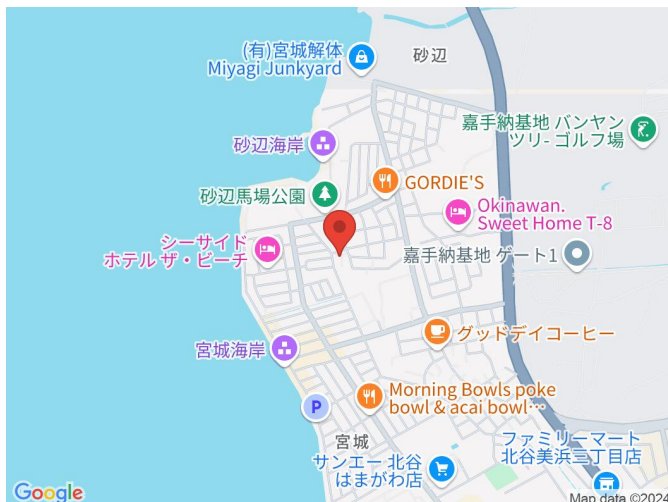 (有)宮城解体
Miyagi Junkyard
砂辺
嘉手納基地 バンヤン
ツリ- ゴルフ場
砂辺海岸
砂辺馬場公園
GORDIE'S
Okinawan.
Sweet Home T-8
シーサイド
ホテル ザ・ビーチ
嘉手納基地 ゲート1
グッドデイコーヒー
宮城海岸
Morning Bowls poke
bowl & acai bowl…
P
宮城
ファミリーマート
北谷美浜三丁目店
サンエー 北谷
はまがわ店
Google
Map data ©2024